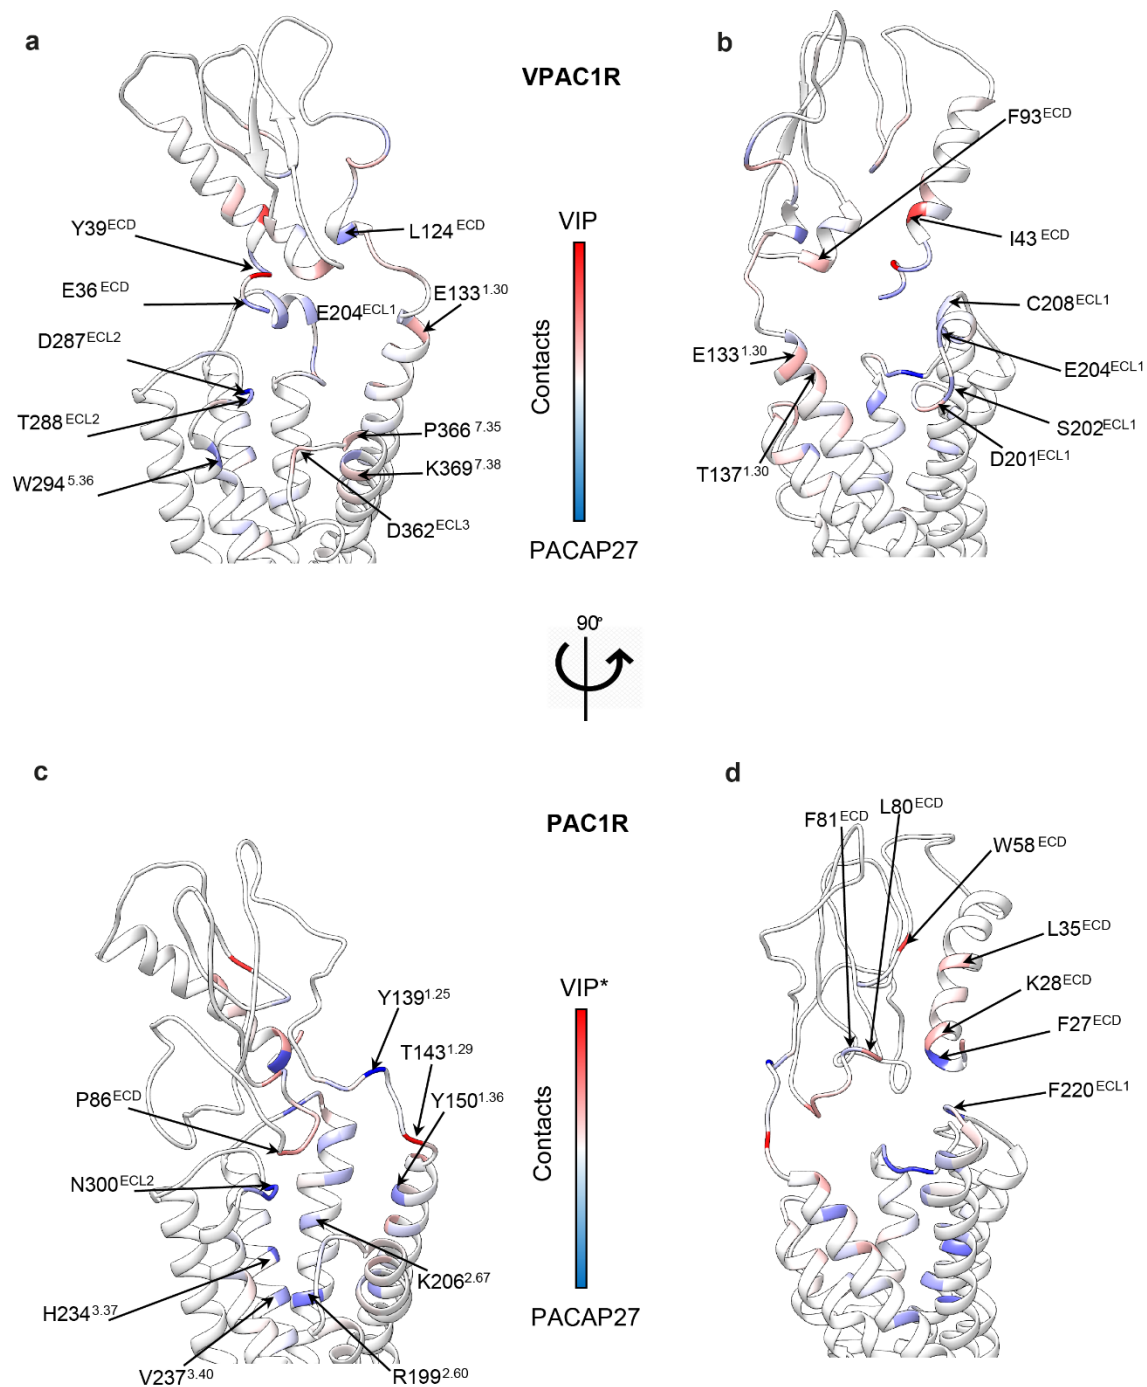 a
b
VPAC1R
F93ECD
Y39ECD
L124 ECD
VIP
I43 ECD
E36 ECD
E204ECL1
E133 1.30
C208ECL1
D287ECL2
Contacts
E133 1.30
E204ECL1
T288 ECL2
P366 7.35
S202ECL1
W294 5.36
K369 7.38
T137 1.30
D201ECL1
D362ECL3
PACAP27
90°
c
d
PAC1R
F81ECD
L80 ECD
W58 ECD
VIP*
L35ECD
Y139 1.25
K28ECD
T143 1.29
F27ECD
P86ECD
Y150 1.36
Contacts
F220ECL1
N300ECL2
K206 2.67
H234 3.37
PACAP27
V237 3.40
R199 2.60